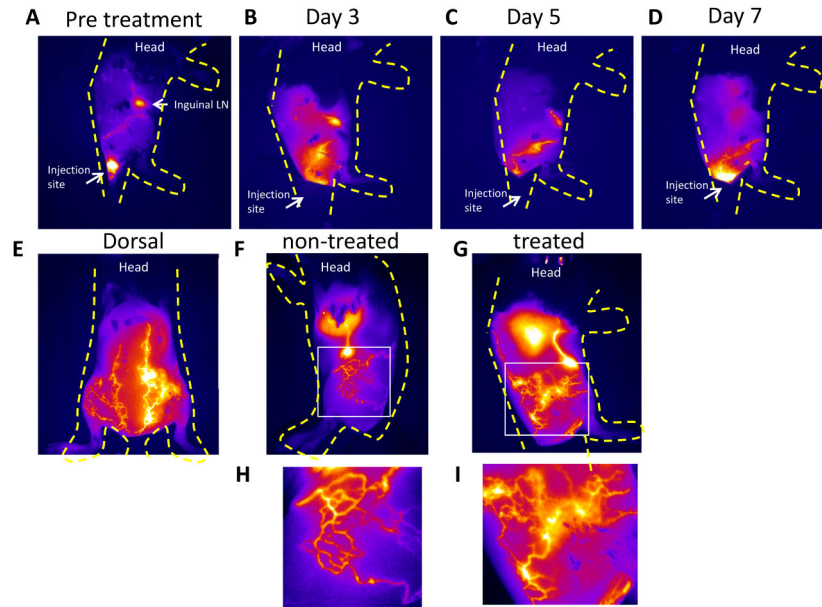 A Pre treatment
B Day 3
C Day 5
D Day 7
Head
Head
Head
Head
Inguinal LN
Injection
site
Injection
site
Injection
site
Injection
site
E Dorsal
F non-treated
G treated
Head
Head
Head
H
I